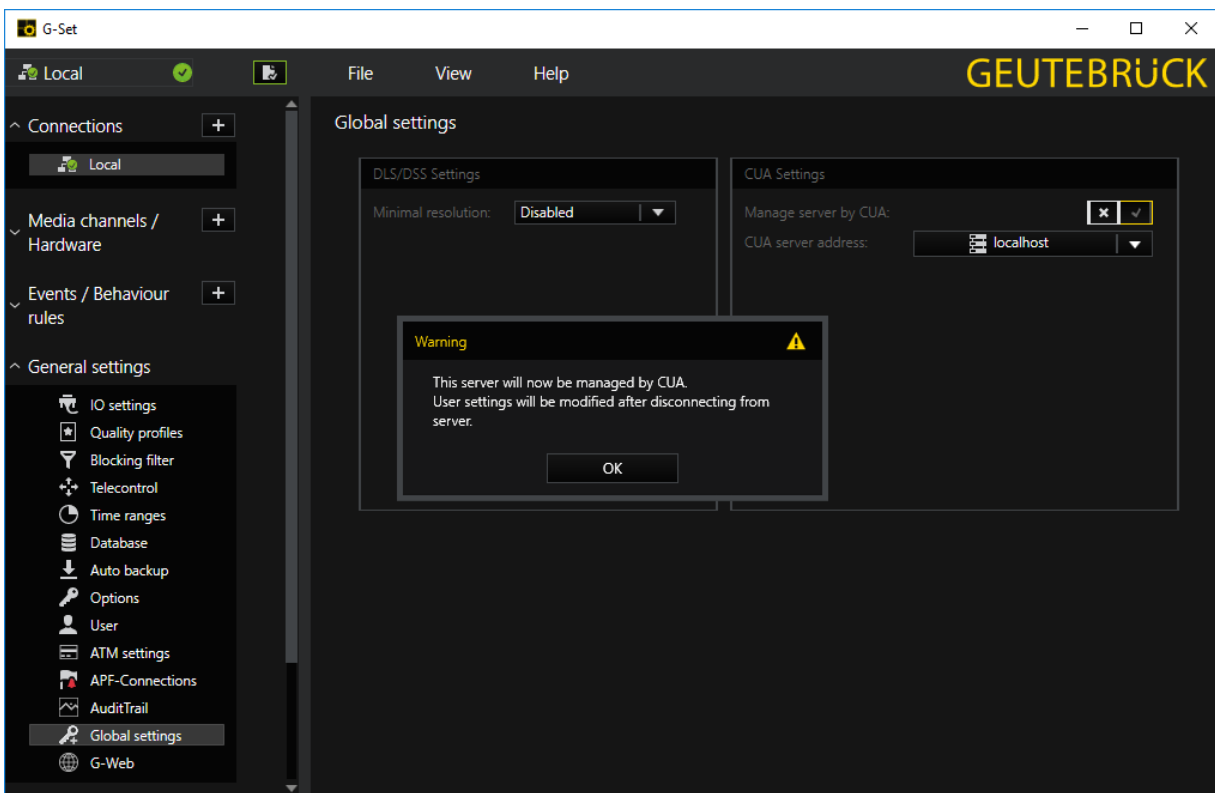 G-Set
Local
File View Help
GEUTEBRÜCK
Connections
Local
Media channels /
Hardware
Events / Behaviour
rules
General settings
IO settings
Quality profiles
Blocking filter
Telecontrol
Time ranges
Database
Auto backup
Options
User
ATM settings
APF-Connections
AuditTrail
Global settings
G-Web
Global settings
DLS/DSS Settings
Minimal resolution: Disabled
CUA Settings
Manage server by CUA:
CUA server address: localhost
Warning
This server will now be managed by CUA.
User settings will be modified after disconnecting from
server.
OK